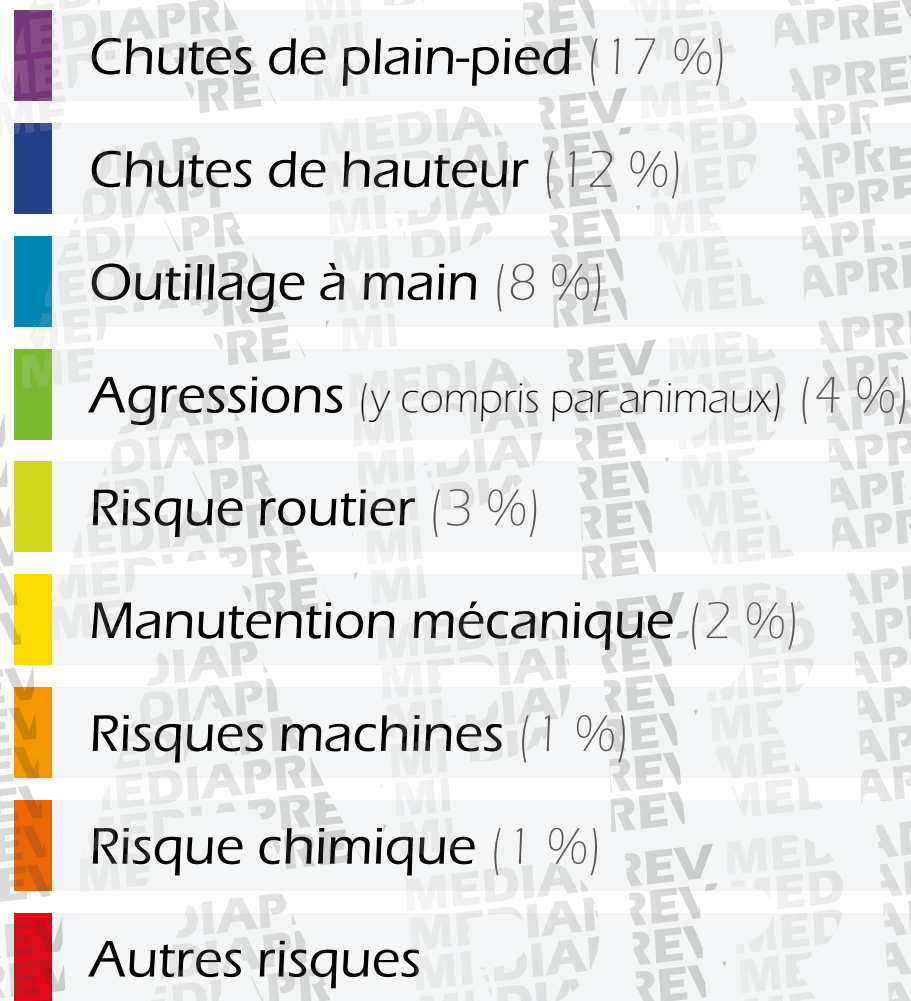 Chutes de plain-pied (17 %)
Chutes de hauteur (12 %)
Outillage à main (8 %)
Agressions (y compris par animaux) (4 %)
Risque routier (3 %)
Manutention mécanique (2 %)
Risques machines (1 %)
Risque chimique (1 %)
Autres risques